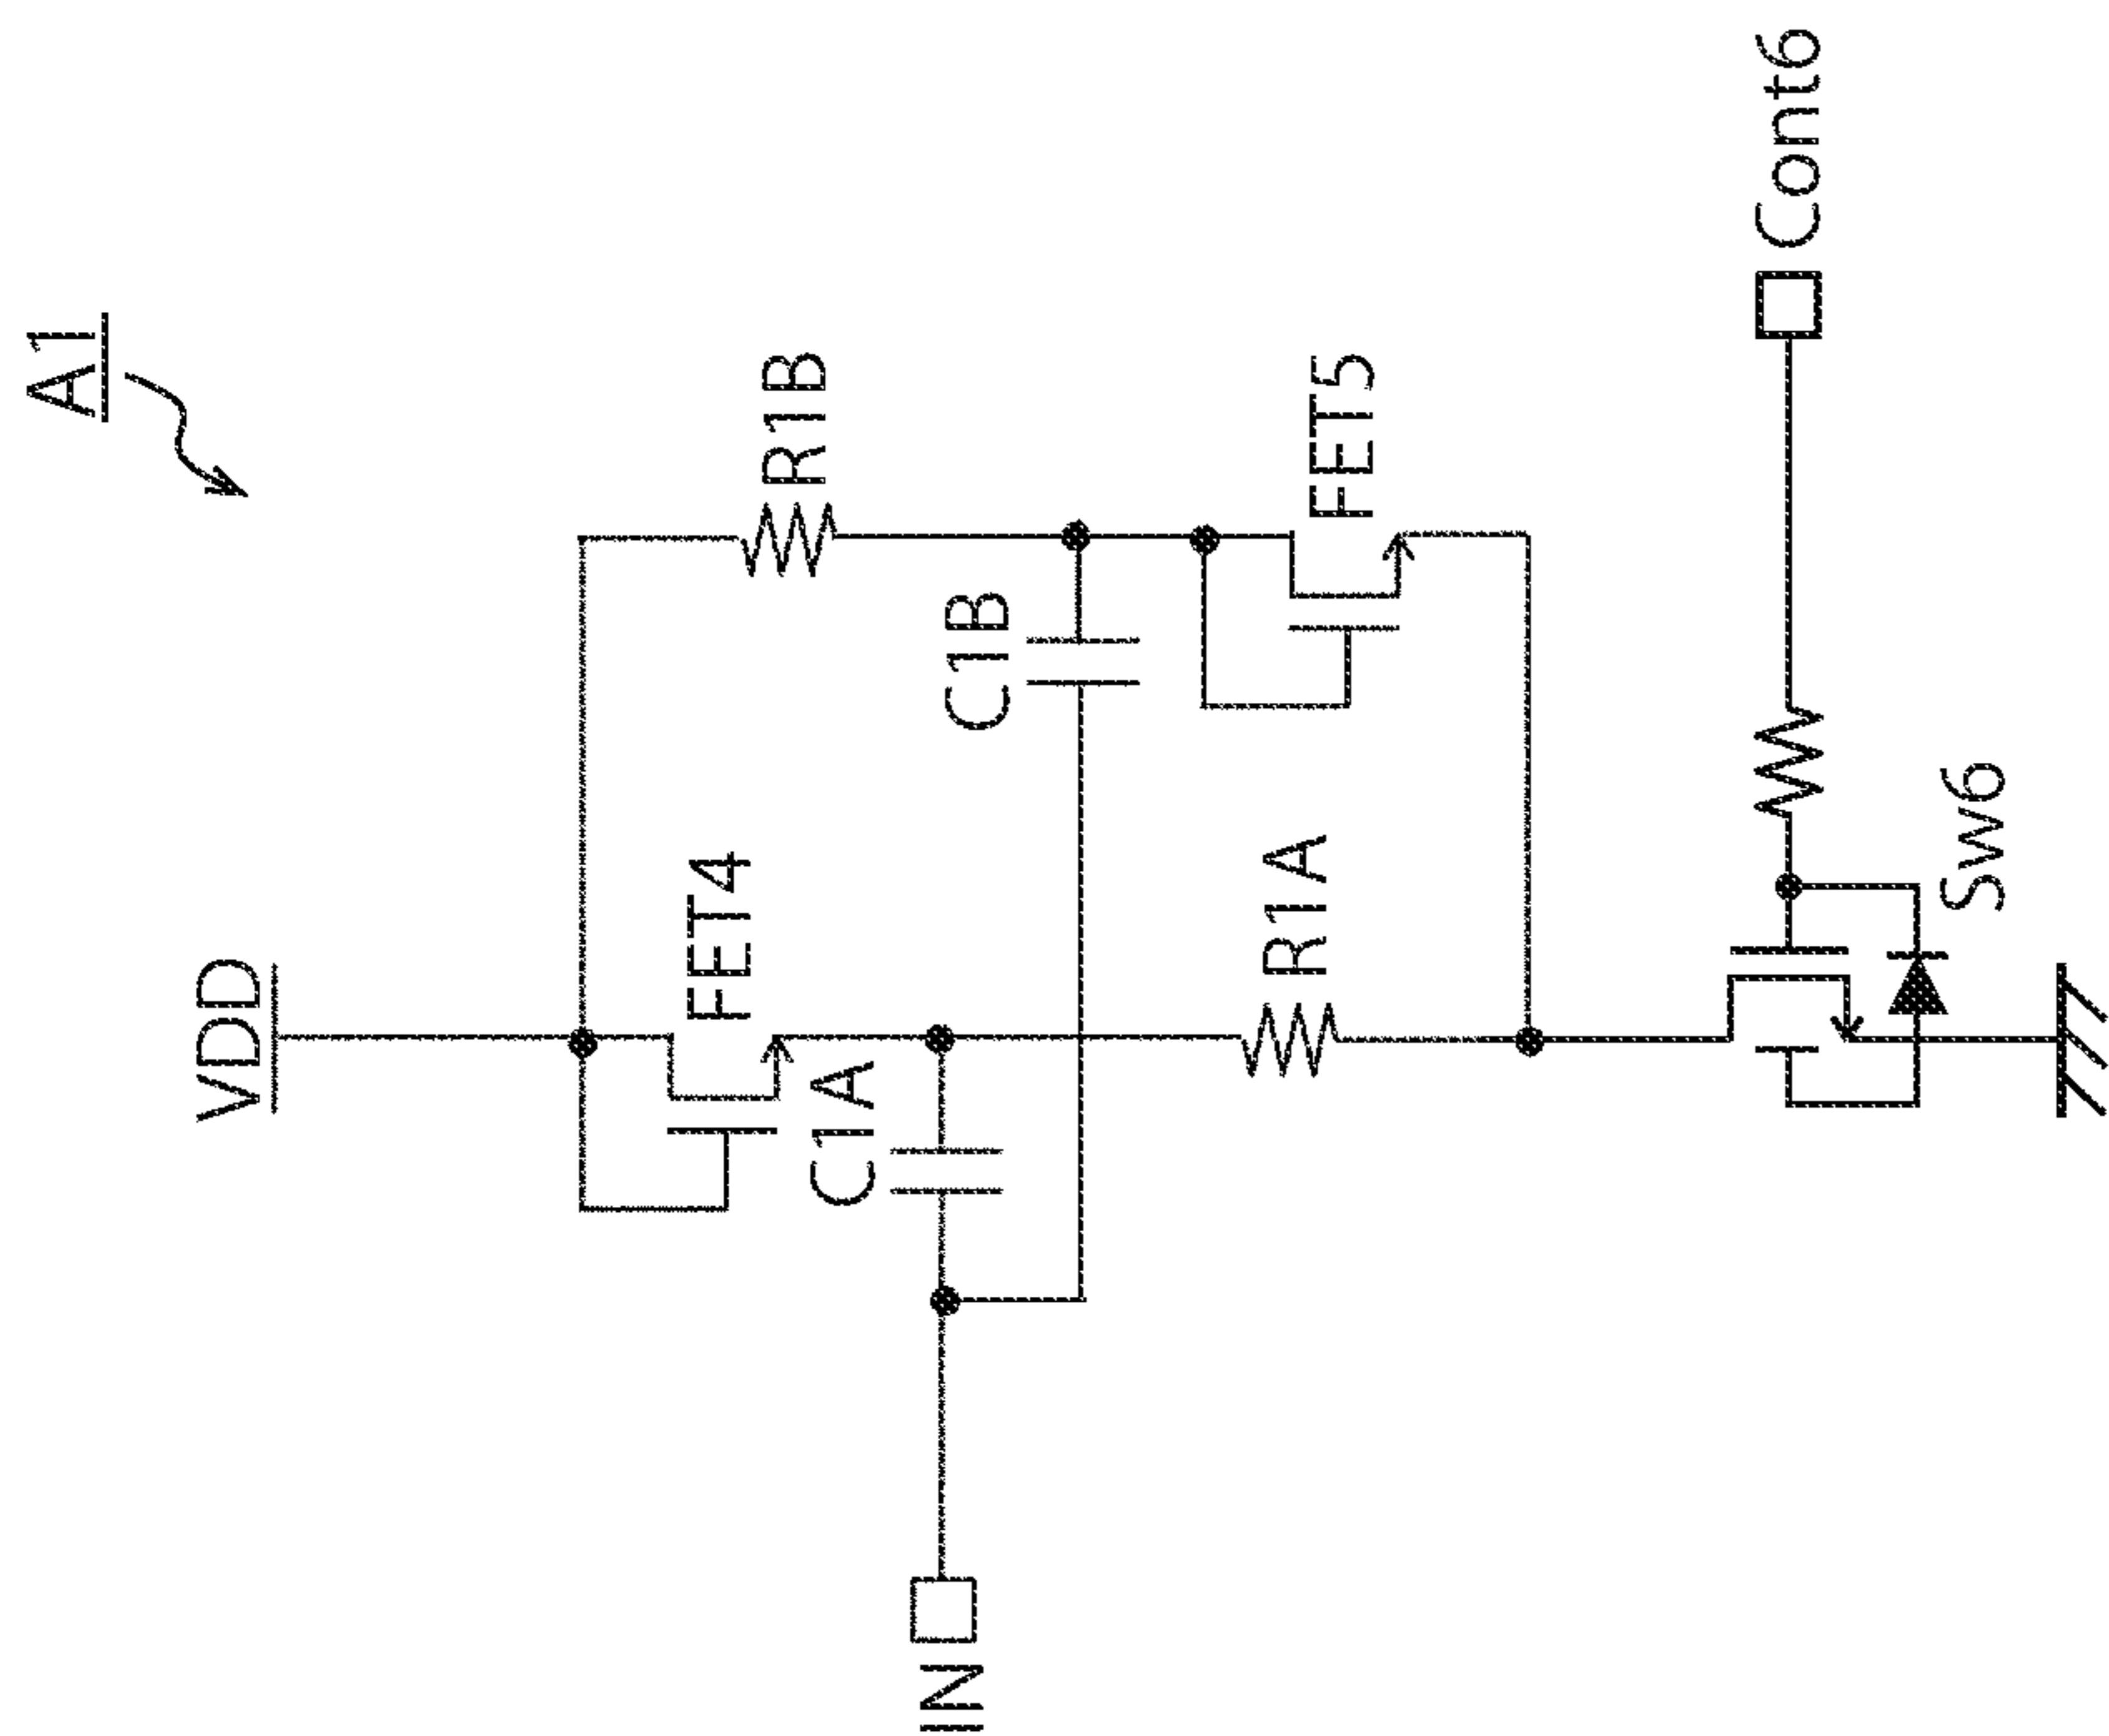 A1
VDD
FET4
R1B
C1A
C1B
IN
R1A
FET5
Cont6
Sw6